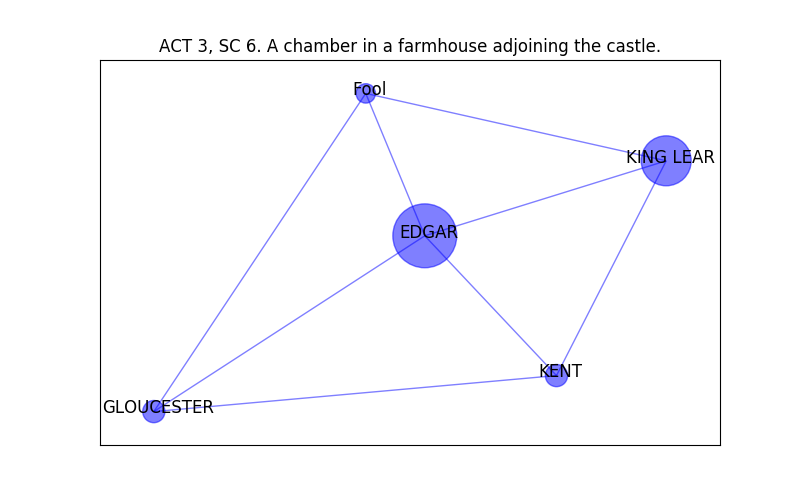 ACT 3, SC 6. A chamber in a farmhouse adjoining the castle.
Fool
KING LEAR
EDGAR
KENT
GLOUCESTER